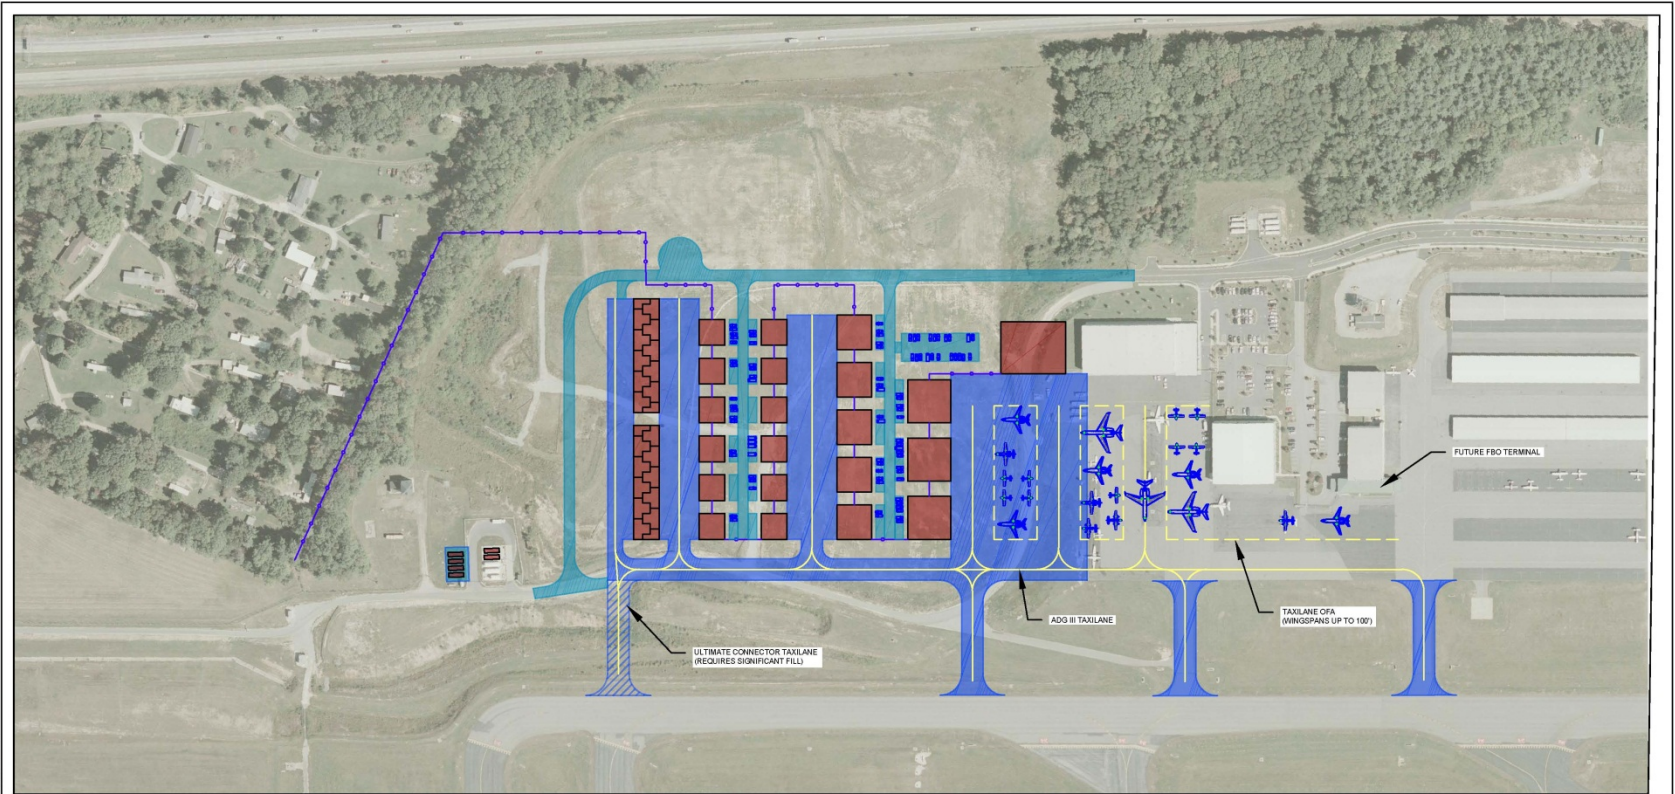 FUTURE FBO TERMINAL
TAXILANE OFA
(WINGSPANS UP TO 100')
ADG III TAXILANE
ULTIMATE CONNECTOR TAXILANE
(REQUIRES SIGNIFICANT FILL)